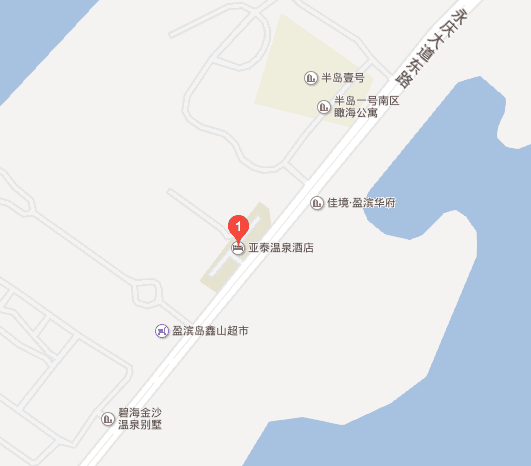 永庆大道东路
半岛壹号
半岛一号南区
瞰海公寓
佳境·盈滨华府
1
亚泰温泉酒店
盈滨岛鑫山超市
碧海金沙
温泉别墅